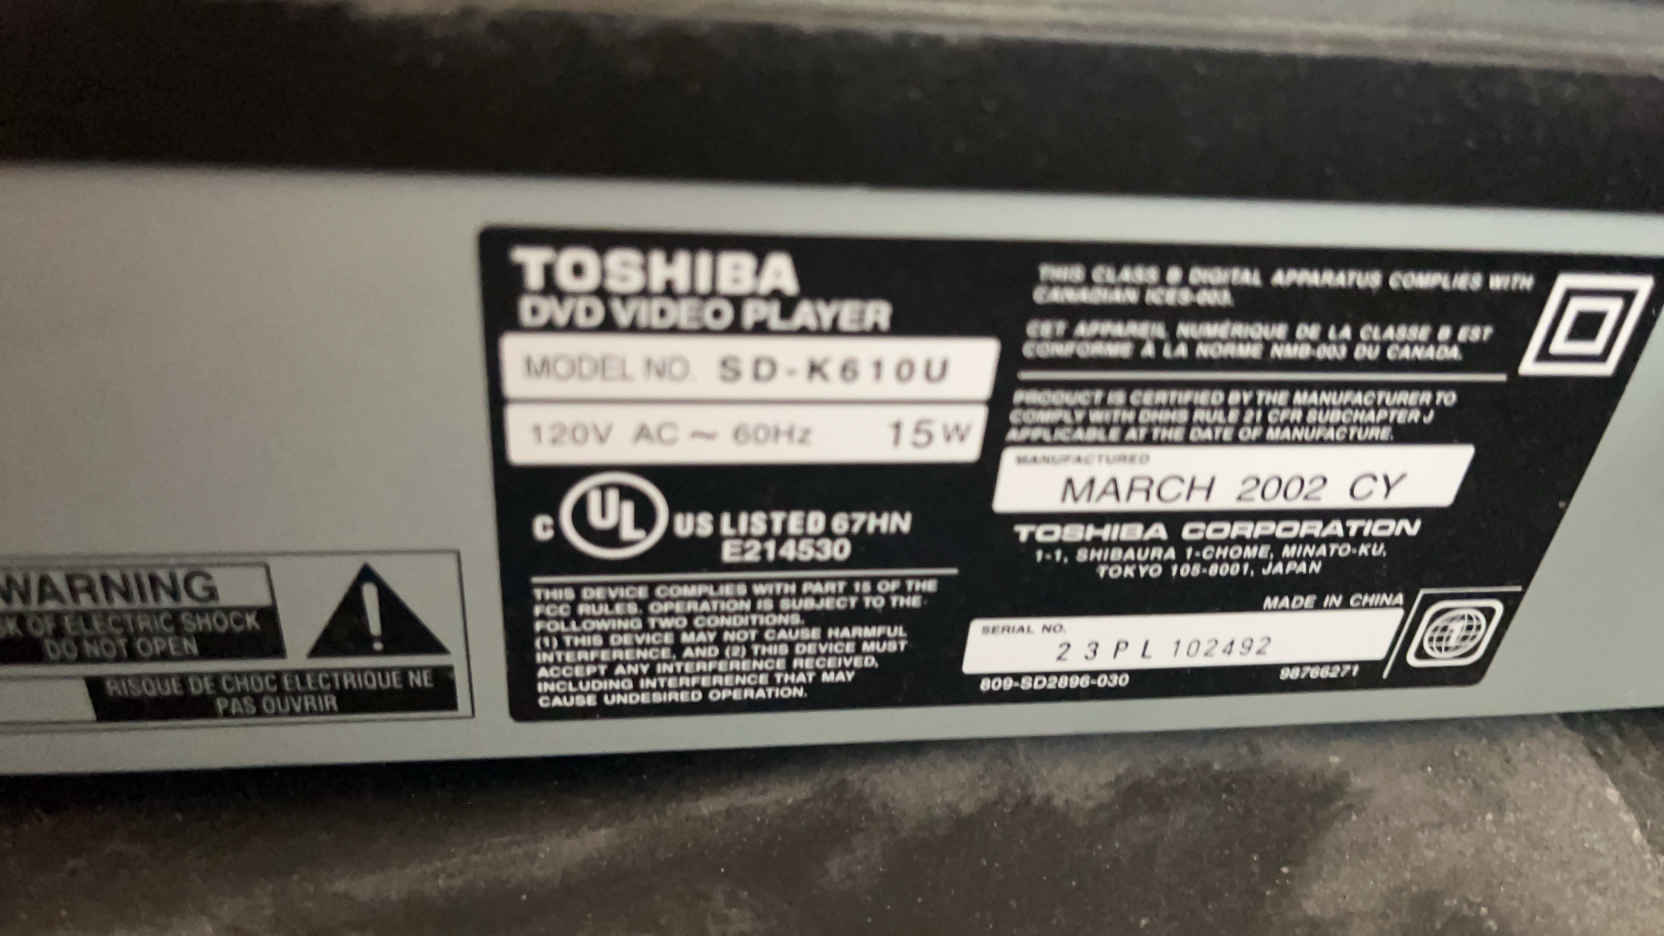 TOSHIBA
DVD VIDEO PLAYER
MODEL NO. SD-K610U
120V AC ~ 60Hz 15W
C UL US LISTED 67HN
E214530
THIS DEVICE COMPLIES WITH PART 15 OF THE
FCC RULES. OPERATION IS SUBJECT TO THE
FOLLOWING TWO CONDITIONS.
(1) THIS DEVICE MAY NOT CAUSE HARMFUL
INTERFERENCE, AND (2) THIS DEVICE MUST
ACCEPT ANY INTERFERENCE RECEIVED,
INCLUDING INTERFERENCE THAT MAY
CAUSE UNDESIRED OPERATION.
THIS CLASS B DIGITAL APPARATUS COMPLIES WITH
CANADIAN ICES-003.
CET APPAREIL NUMÉRIQUE DE LA CLASSE B EST
CONFORME À LA NORME NMB-003 DU CANADA.
PRODUCT IS CERTIFIED BY THE MANUFACTURER TO
COMPLY WITH DHHS RULE 21 CFR SUBCHAPTER J
APPLICABLE AT THE DATE OF MANUFACTURE.
MANUFACTURED
MARCH 2002 CY
TOSHIBA CORPORATION
1-1, SHIBAURA 1-CHOME, MINATO-KU,
TOKYO 105-8001, JAPAN
MADE IN CHINA
SERIAL NO.
23PL102492
809-SD2896-030 98766271
1
WARNING
OF ELECTRIC SHOCK
DO NOT OPEN
RISQUE DE CHOC ELECTRIQUE NE
PAS OUVRIR